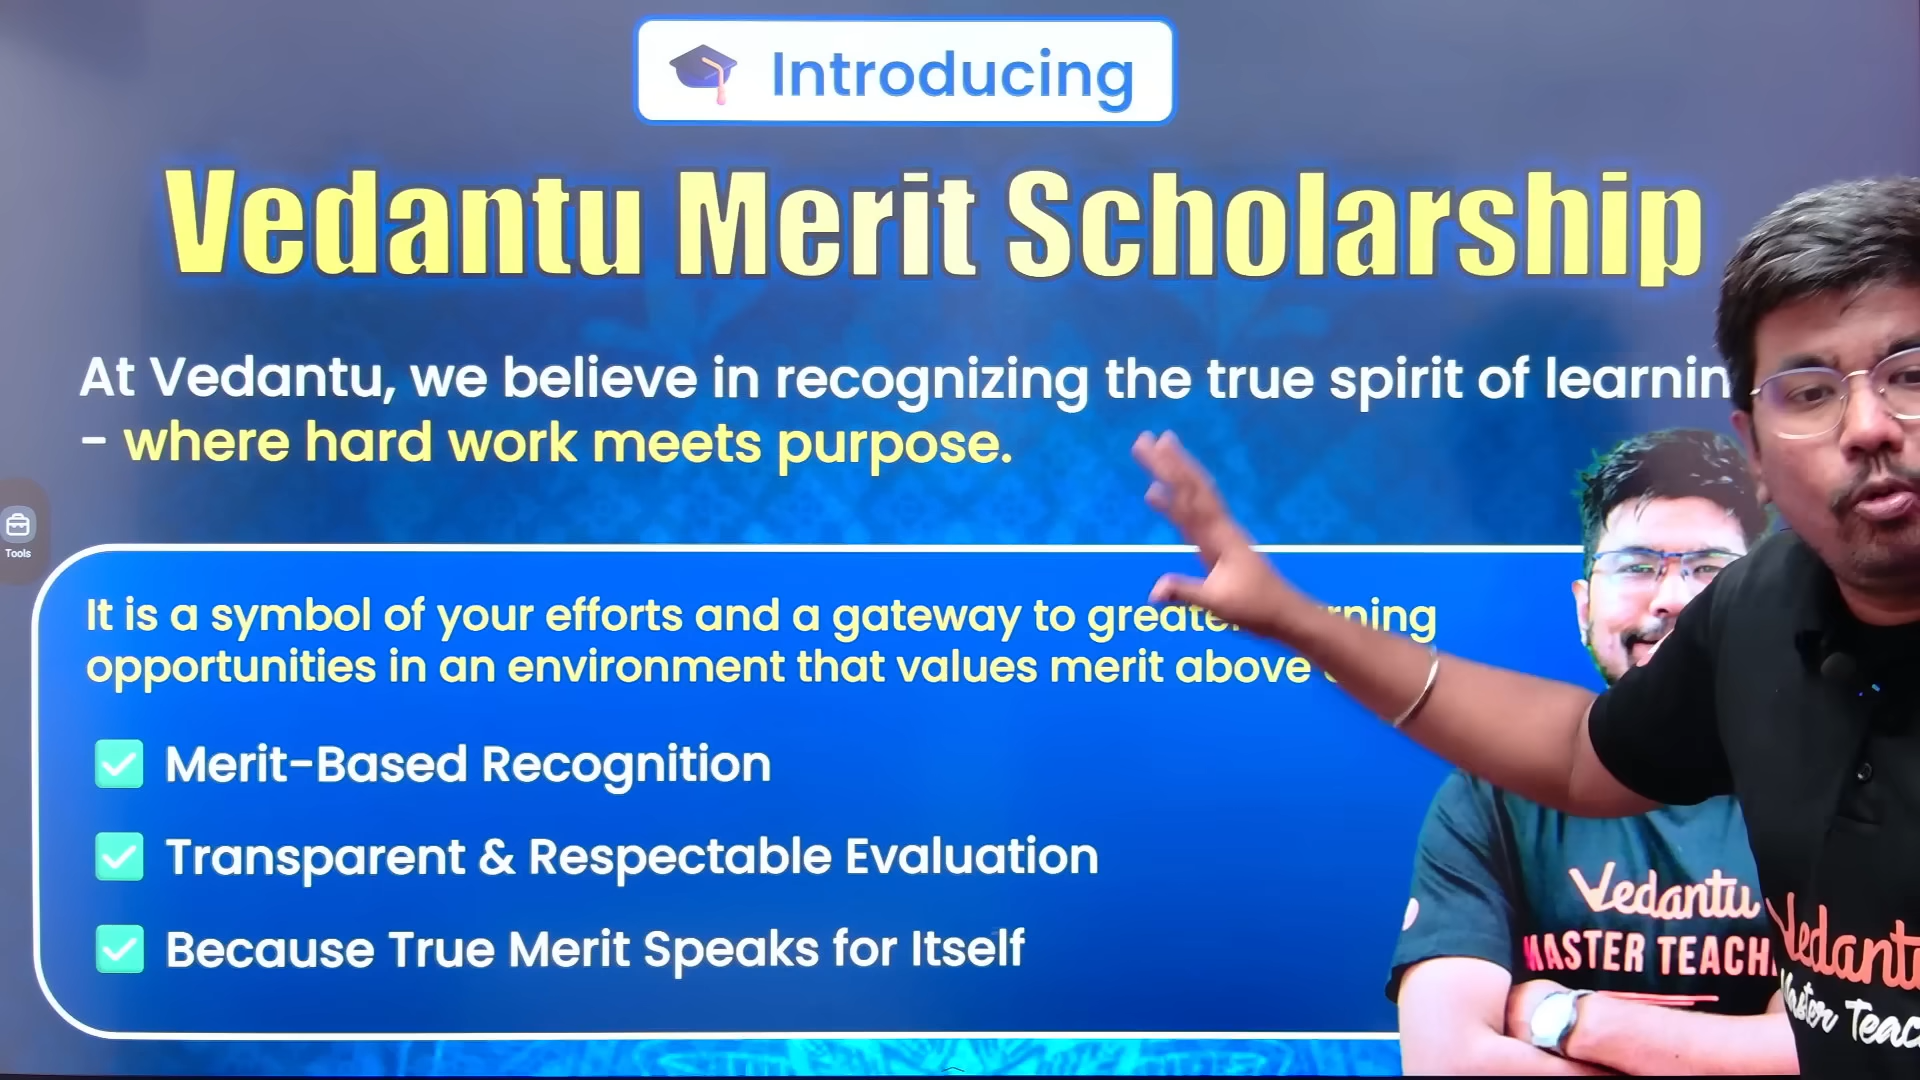 Introducing
Vedantu Merit Scholarship
At Vedantu, we believe in recognizing the true spirit of
- where hard work meets purpose.
Tools
It is a symbol of your efforts and a gateway to
opportunities in an environment that values merit above
Merit-Based Recognition
Transparent & Respectable Evaluation
Because True Merit Speaks for Itself
Vedantu
MASTER